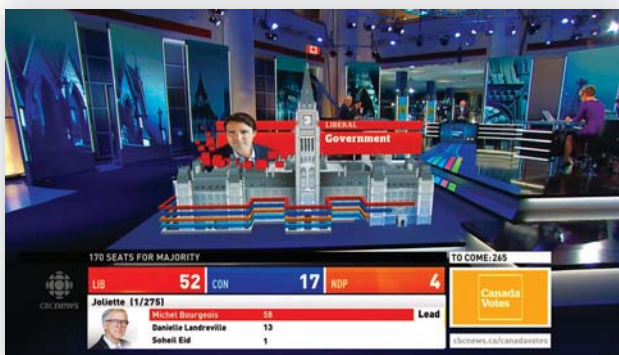 LIBERAL
Government
170 SEATS FOR MAJORITY
TO COME:265
LIB 52 CON 17 NDP 4
Joliette (1/275)
Michel Bourgeois 58 Lead
Danielle Landreville 13
Soheil Eid 1
cbcnews
Canada
Votes
cbcnews.ca/canadavotes